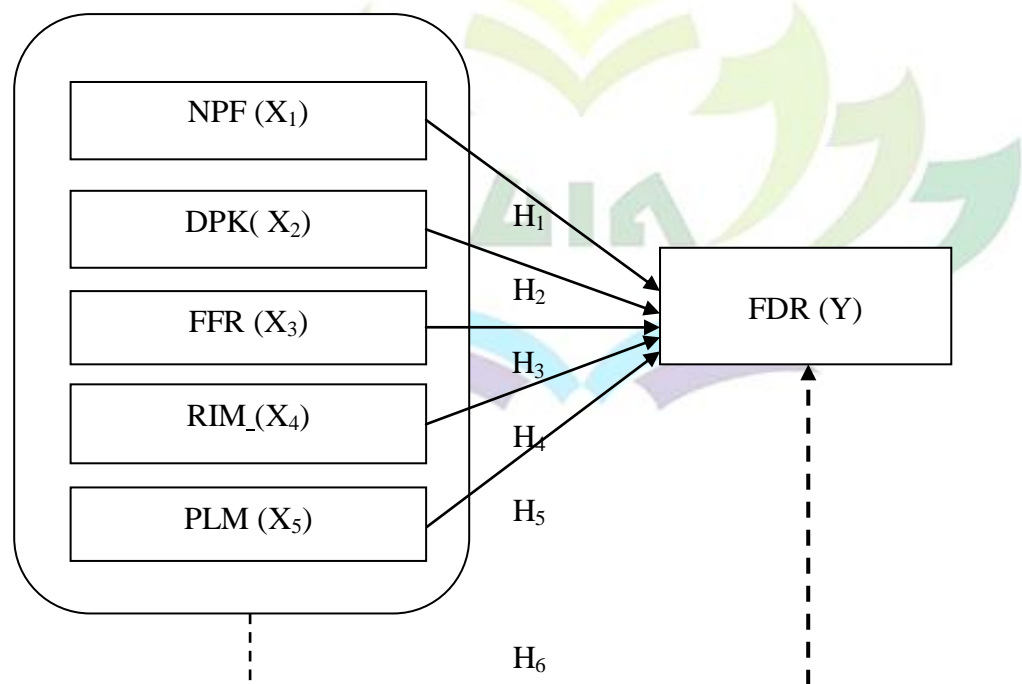 NPF (X₁)
DPK( X₂)
FFR (X₃)
RIM (X₄)
PLM (X₅)
H₁
H₂
H₃
H₄
H₅
H₆
FDR (Y)